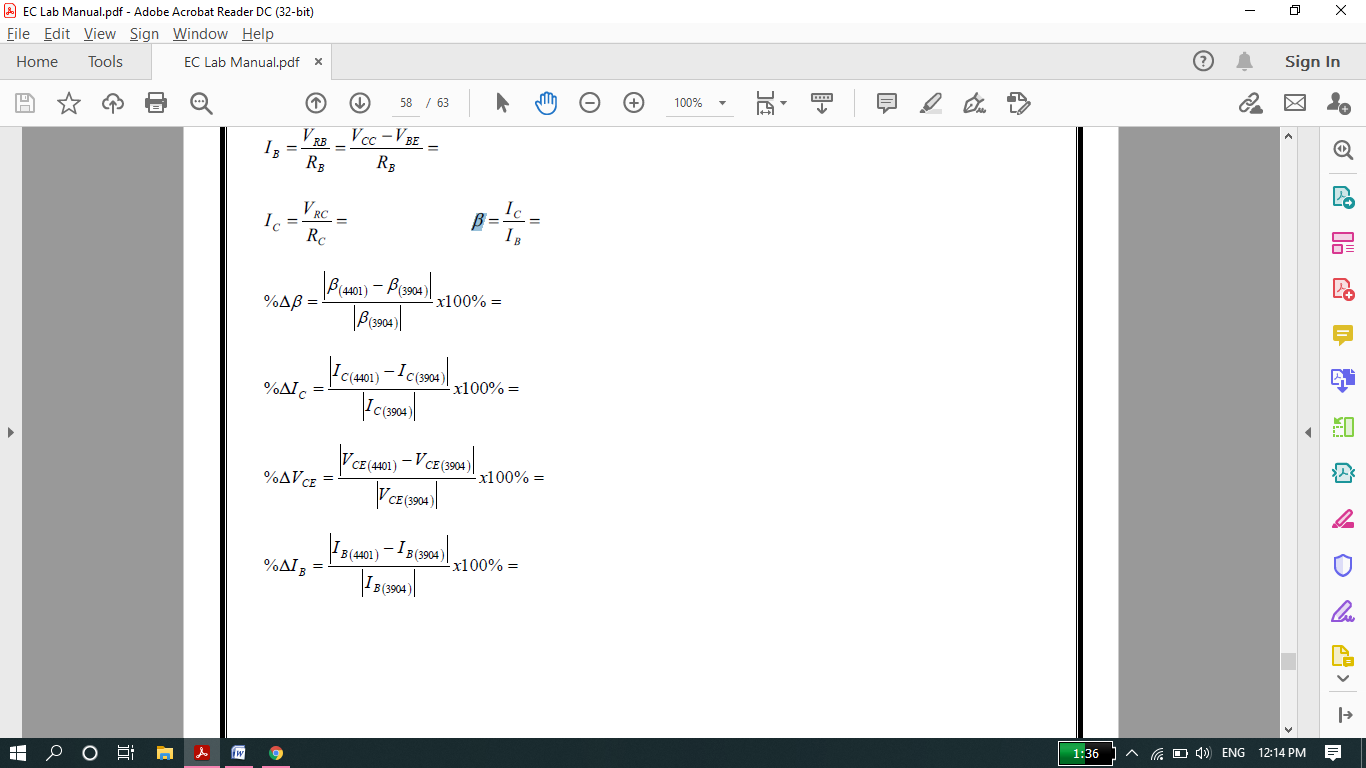 EC Lab Manual.pdf - Adobe Acrobat Reader DC (32-bit)
File Edit View Sign Window Help
Home Tools EC Lab Manual.pdf × Sign In
58 / 63 100%
I_B = V_RB / R_B = (V_CC − V_BE) / R_B =
I_C = V_RC / R_C = β = I_C / I_B =
%Δβ = |β_(4401) − β_(3904)| / |β_(3904)| x100% =
%ΔI_C = |I_C(4401) − I_C(3904)| / |I_C(3904)| x100% =
%ΔV_CE = |V_CE(4401) − V_CE(3904)| / |V_CE(3904)| x100% =
%ΔI_B = |I_B(4401) − I_B(3904)| / |I_B(3904)| x100% =
1:36 ENG 12:14 PM